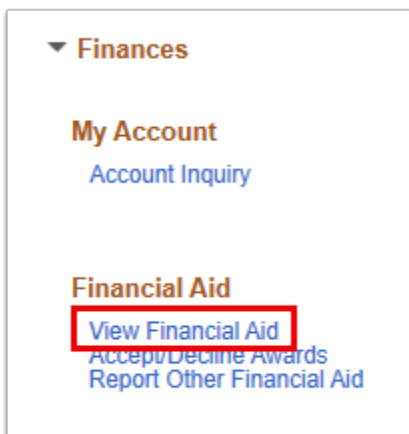 Finances
My Account
Account Inquiry
Financial Aid
View Financial Aid
Accept/Decline Awards
Report Other Financial Aid